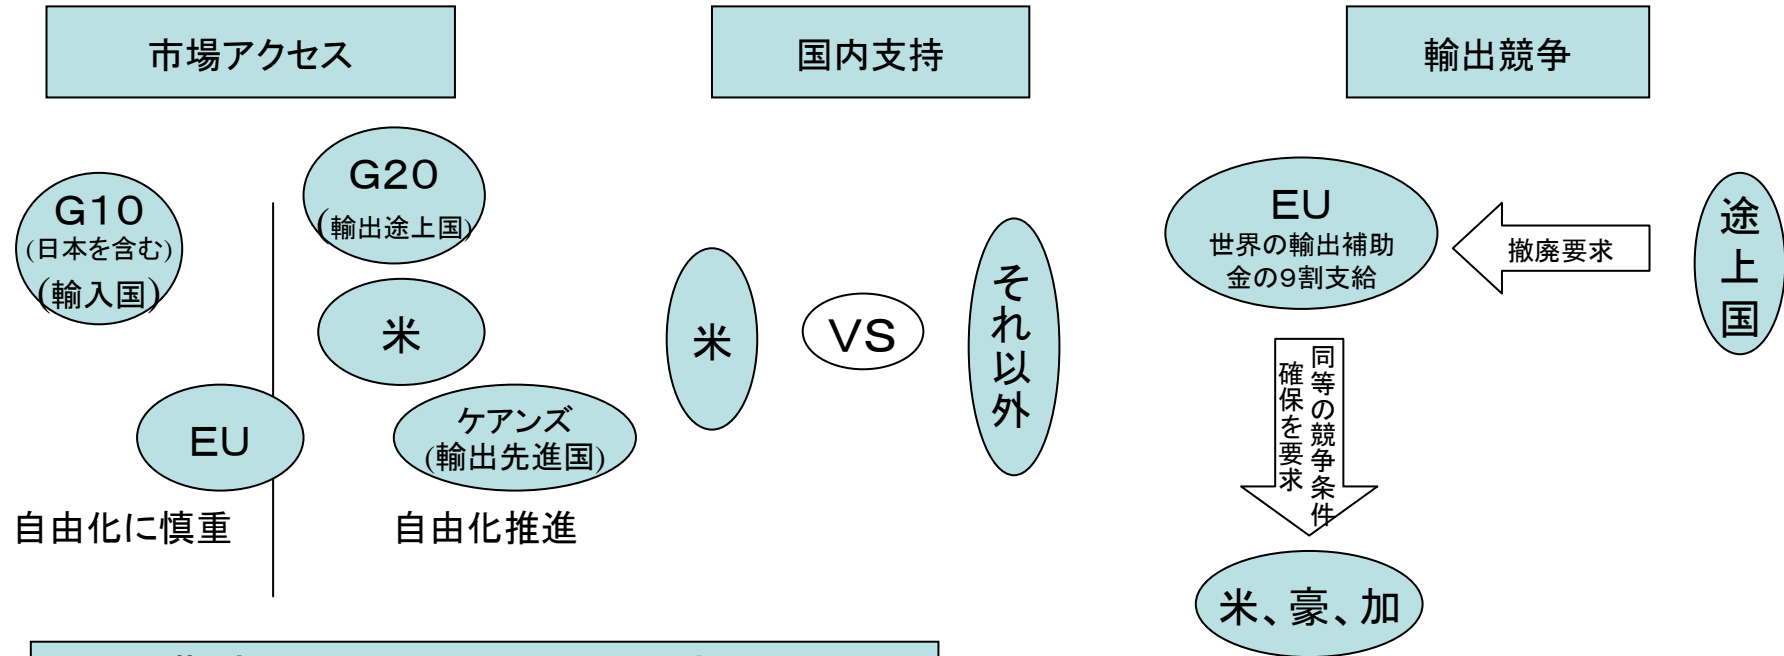 市場アクセス
国内支持
輸出競争
G10
(日本を含む)
(輸入国)
G20
(輸出途上国)
米
EU
ケアンズ
(輸出先進国)
自由化に慎重
自由化推進
米
VS
それ以外
EU
世界の輸出補助
金の9割支給
撤廃要求
途上国
同等の競争条件
確保を要求
米、豪、加